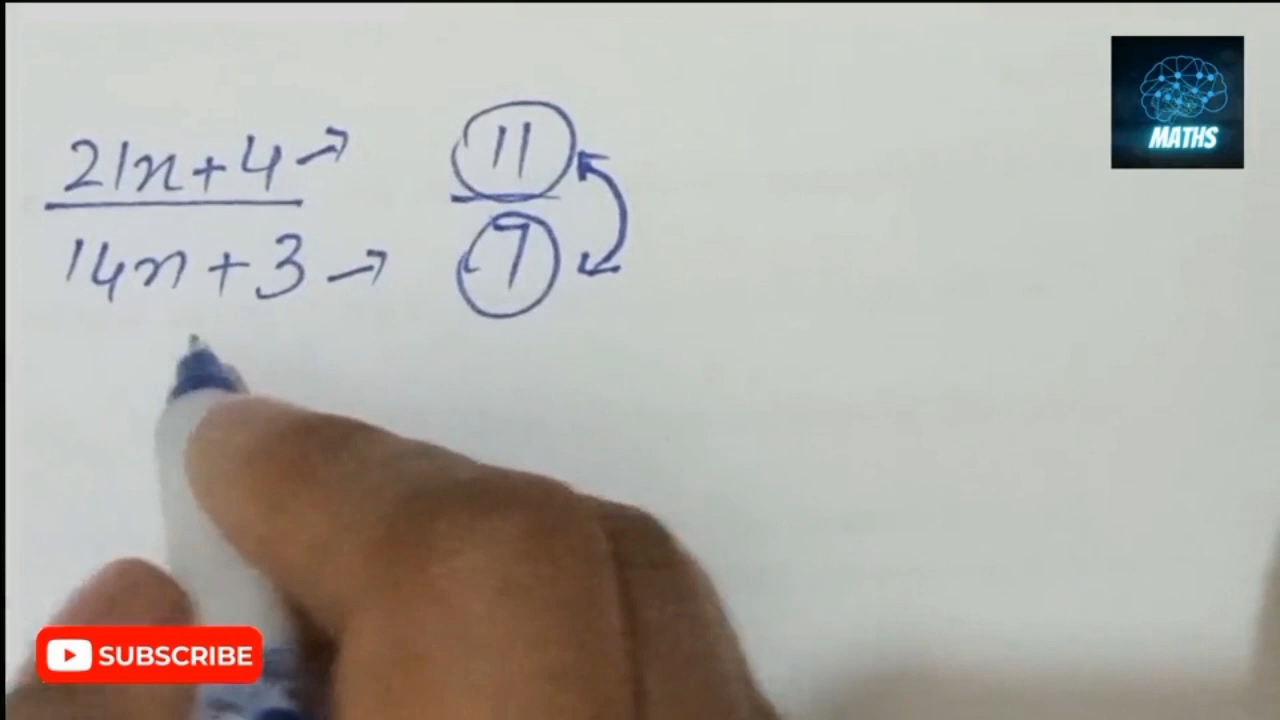 21n+4 → 11
14n+3 → 7
MATHS
SUBSCRIBE